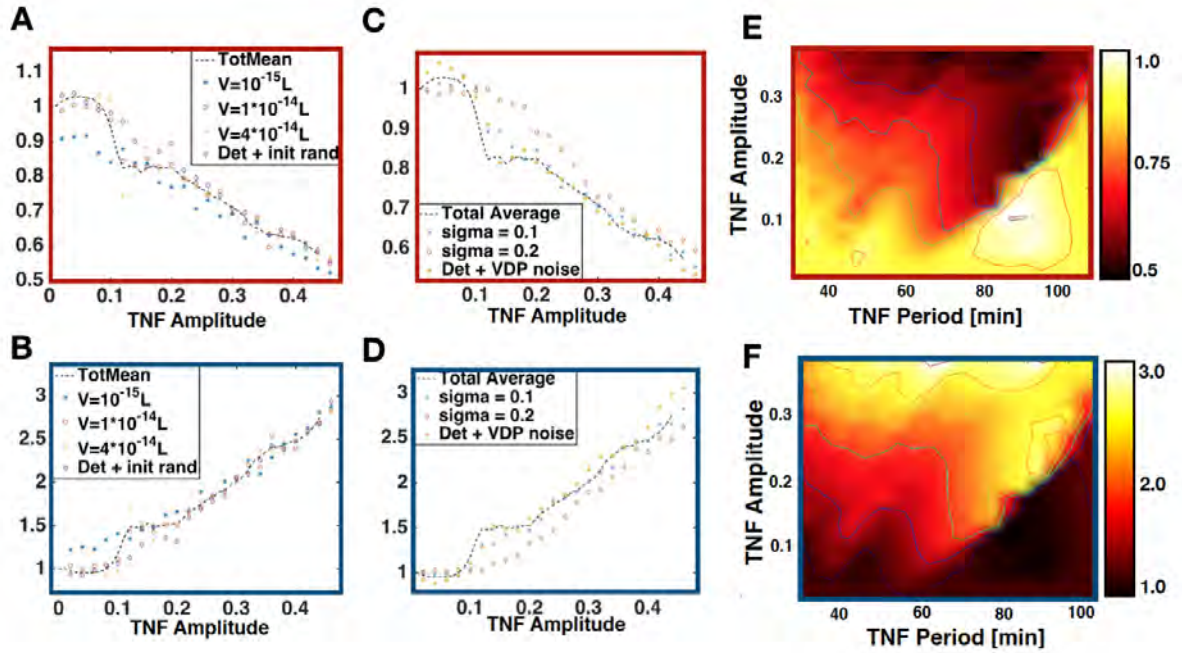 A
1.1
1
0.9
0.8
0.7
0.6
0.5
TotMean
V=10⁻¹⁵L
V=1*10⁻¹⁴L
V=4*10⁻¹⁴L
Det + init rand
0 0.1 0.2 0.3 0.4
TNF Amplitude
C
1
0.9
0.8
0.7
0.6
Total Average
sigma = 0.1
sigma = 0.2
Det + VDP noise
0.1 0.2 0.3 0.4
TNF Amplitude
E
TNF Amplitude
0.3
0.2
0.1
40 60 80 100
TNF Period [min]
1.0
0.75
0.5
B
3
2.5
2
1.5
1
TotMean
V=10⁻¹⁵L
V=1*10⁻¹⁴L
V=4*10⁻¹⁴L
Det + init rand
0 0.1 0.2 0.3 0.4
TNF Amplitude
D
3
2.5
2
1.5
1
Total Average
sigma = 0.1
sigma = 0.2
Det + VDP noise
0.1 0.2 0.3 0.4
TNF Amplitude
F
TNF Amplitude
0.3
0.2
0.1
40 60 80 100
TNF Period [min]
3.0
2.0
1.0